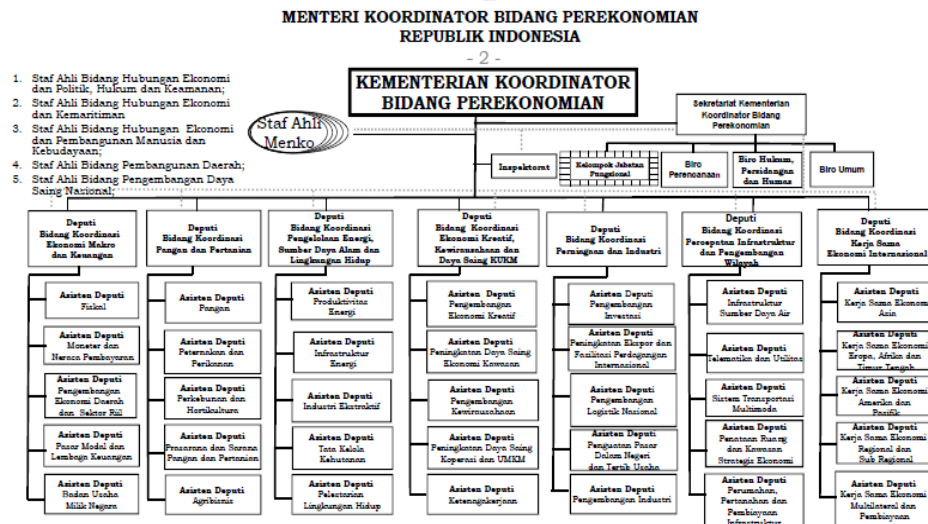 MENTERI KOORDINATOR BIDANG PEREKONOMIAN
REPUBLIK INDONESIA
- 2 -
KEMENTERIAN KOORDINATOR
BIDANG PEREKONOMIAN
1. Staf Ahli Bidang Hubungan Ekonomi
dan Politik, Hukum dan Keamanan;
2. Staf Ahli Bidang Hubungan Ekonomi
dan Kemaritiman
3. Staf Ahli Bidang Hubungan Ekonomi
dan Pembangunan Manusia dan
Kebudayaan;
4. Staf Ahli Bidang Pembangunan Daerah;
5. Staf Ahli Bidang Pengembangan Daya
Saing Nasional;
Staf Ahli
Menko
Sekretariat Kementerian
Koordinator Bidang
Perekonomian
Inspektorat
Kelompok Jabatan
Fungsional
Biro
Perencanaan
Biro Hukum,
Persidangan
dan Humas
Biro Umum
Deputi
Bidang Koordinasi
Ekonomi Makro
dan Keuangan
Asisten Deputi
Fiskal
Asisten Deputi
Moneter dan
Neraca Pembayaran
Asisten Deputi
Pengembangan
Ekonomi Daerah
dan Sektor Riil
Asisten Deputi
Pasar Modal dan
Lembaga Keuangan
Asisten Deputi
Badan Usaha
Milik Negara
Deputi
Bidang Koordinasi
Pangan dan Pertanian
Asisten Deputi
Pangan
Asisten Deputi
Peternakan dan
Perikanan
Asisten Deputi
Perkebunan dan
Hortikultura
Asisten Deputi
Prasarana dan Sarana
Pangan dan Pertanian
Asisten Deputi
Agribisnis
Deputi
Bidang Koordinasi
Pengelolaan Energi,
Sumber Daya Alam dan
Lingkungan Hidup
Asisten Deputi
Produktivitas
Energi
Asisten Deputi
Infrastruktur
Energi
Asisten Deputi
Industri Ekstraktif
Asisten Deputi
Tata Kelola
Kehutanan
Asisten Deputi
Pelestarian
Lingkungan Hidup
Deputi
Bidang Koordinasi
Ekonomi Kreatif,
Kewirausahaan dan
Daya Saing KUKM
Asisten Deputi
Pengembangan
Ekonomi Kreatif
Asisten Deputi
Peningkatan Daya Saing
Ekonomi Kawasan
Asisten Deputi
Pengembangan
Kewirausahaan
Asisten Deputi
Peningkatan Daya Saing
Koperasi dan UMKM
Asisten Deputi
Ketenagakerjaan
Deputi
Bidang Koordinasi
Perniagaan dan Industri
Asisten Deputi
Pengembangan
Investasi
Asisten Deputi
Peningkatan Ekspor dan
Fasilitasi Perdagangan
Internasional
Asisten Deputi
Pengembangan
Logistik Nasional
Asisten Deputi
Penguatan Pasar
Dalam Negeri
dan Tertib Usaha
Asisten Deputi
Pengembangan Industri
Deputi
Bidang Koordinasi
Percepatan Infrastruktur
dan Pengembangan
Wilayah
Asisten Deputi
Infrastruktur
Sumber Daya Air
Asisten Deputi
Telematika dan Utilitas
Asisten Deputi
Sistem Transportasi
Multimoda
Asisten Deputi
Penataan Ruang
dan Kawasan
Strategis Ekonomi
Asisten Deputi
Perumahan,
Pertanahan dan
Pembiayaan
Infrastruktur
Deputi
Bidang Koordinasi
Kerja Sama
Ekonomi Internasional
Asisten Deputi
Kerja Sama Ekonomi
Asia
Asisten Deputi
Kerja Sama Ekonomi
Eropa, Afrika dan
Timur Tengah
Asisten Deputi
Kerja Sama Ekonomi
Amerika dan
Pasifik
Asisten Deputi
Kerja Sama Ekonomi
Regional dan
Sub Regional
Asisten Deputi
Kerja Sama Ekonomi
Multilateral dan
Pembiayaan